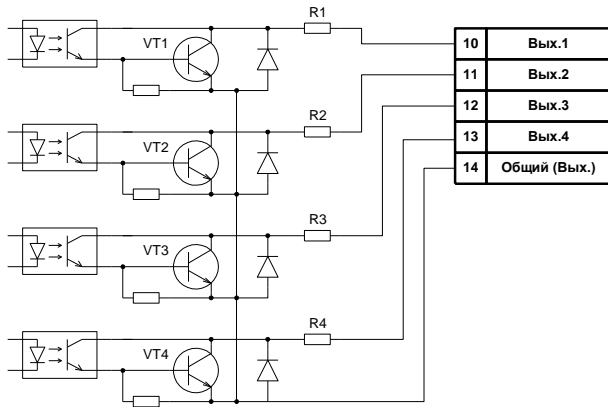 R1
VT1
10 Вых.1
11 Вых.2
R2
12 Вых.3
VT2
13 Вых.4
14 Общий (Вых.)
R3
VT3
R4
VT4